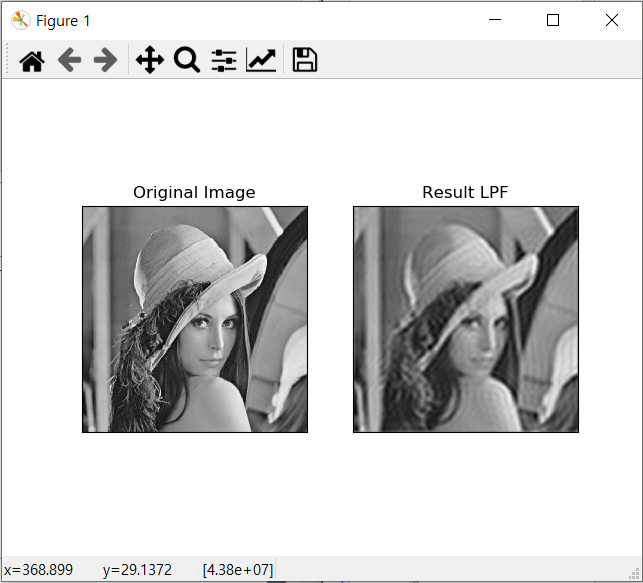 Figure 1
Original Image
Result LPF
x=368.899 y=29.1372 [4.38e+07]